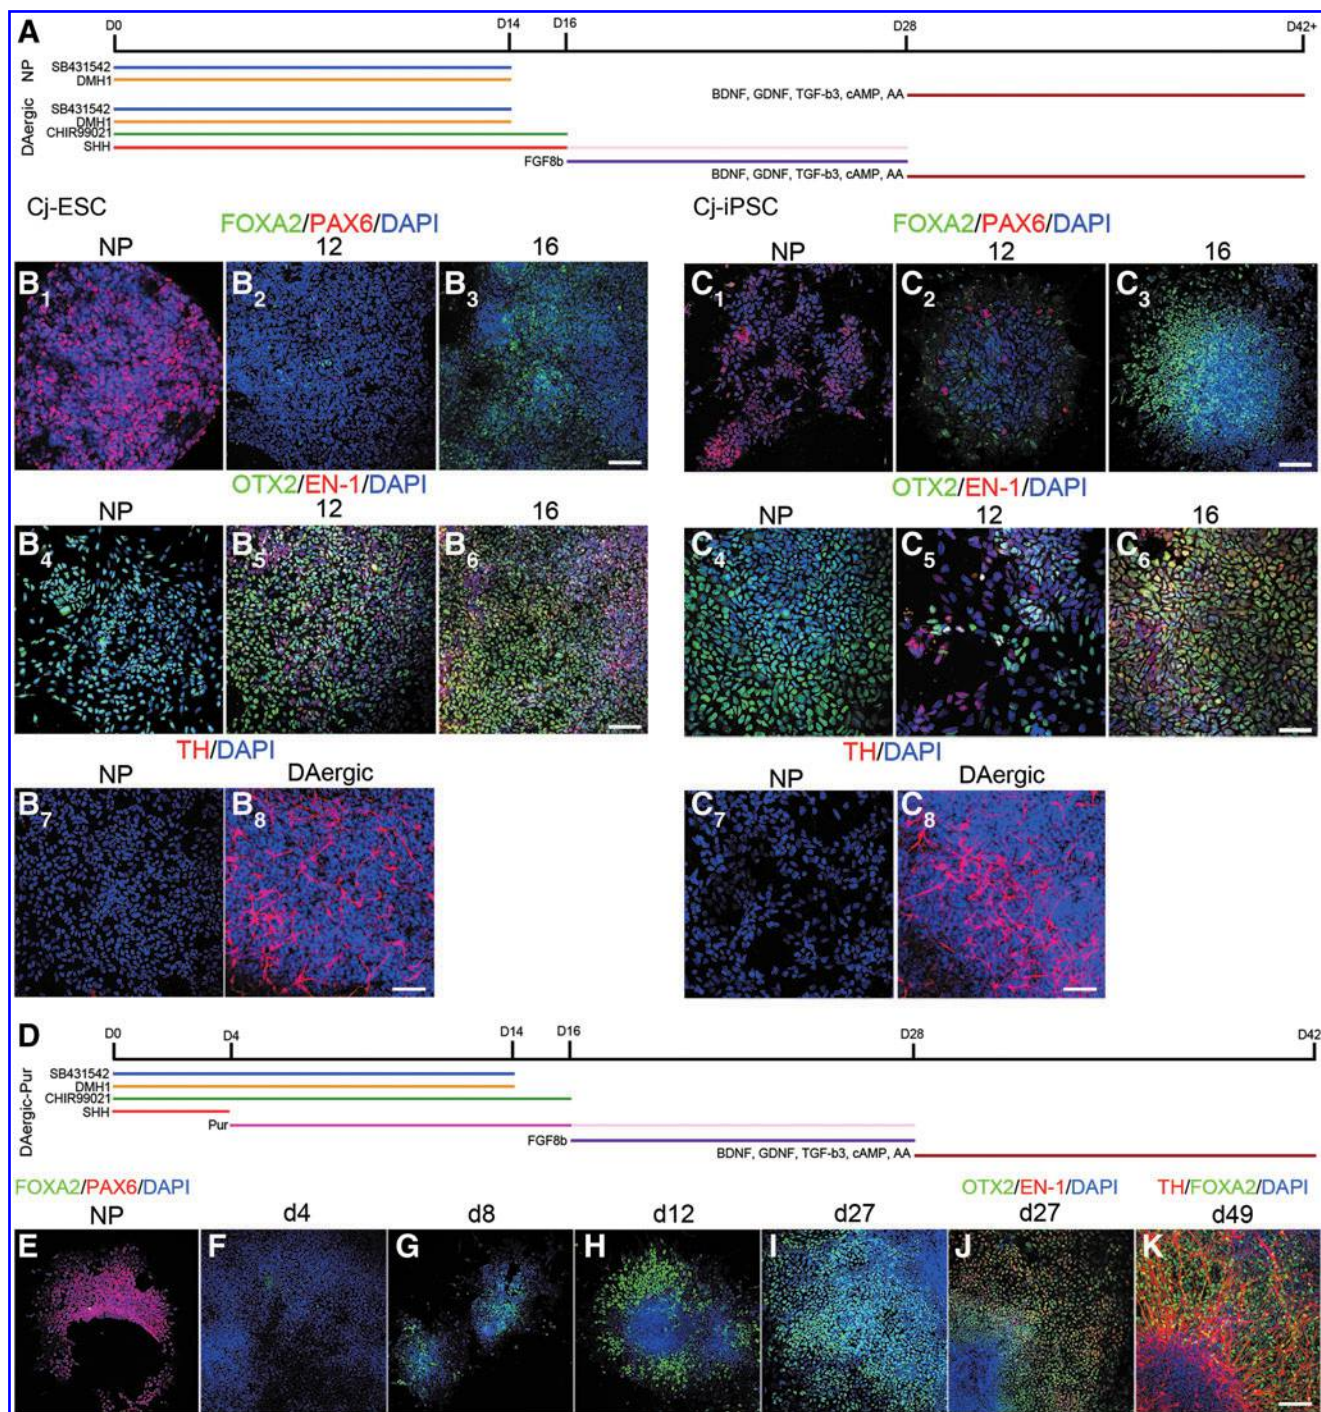 A
D0 D14 D16 D28 D42+
NP
SB431542
DMH1
BDNF, GDNF, TGF-b3, cAMP, AA
DAergic
SB431542
DMH1
CHIR99021
SHH
FGF8b
BDNF, GDNF, TGF-b3, cAMP, AA
Cj-ESC
FOXA2/PAX6/DAPI
NP 12 16
B1 B2 B3
OTX2/EN-1/DAPI
NP 12 16
B4 B5 B6
TH/DAPI
NP DAergic
B7 B8
Cj-iPSC
FOXA2/PAX6/DAPI
NP 12 16
C1 C2 C3
OTX2/EN-1/DAPI
NP 12 16
C4 C5 C6
TH/DAPI
NP DAergic
C7 C8
D
D0 D4 D14 D16 D28 D42
DAergic-Pur
SB431542
DMH1
CHIR99021
SHH
Pur
FGF8b
BDNF, GDNF, TGF-b3, cAMP, AA
FOXA2/PAX6/DAPI OTX2/EN-1/DAPI TH/FOXA2/DAPI
NP d4 d8 d12 d27 d27 d49
E F G H I J K